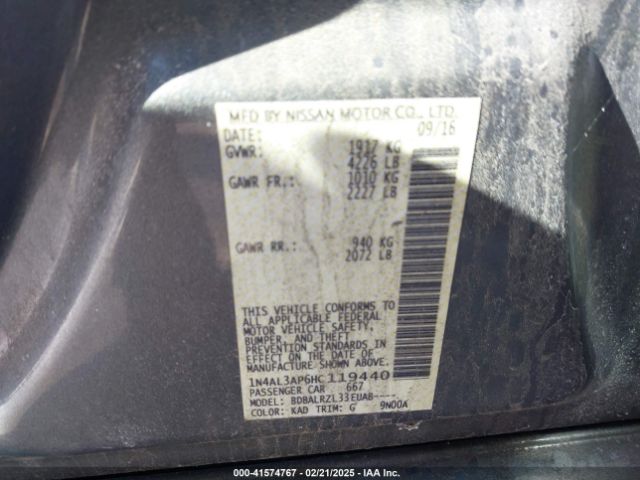 MFD BY NISSAN MOTOR CO., LTD.
DATE: 09/16
GVWR: 1917 KG
4226 LB
GAWR FR.: 1010 KG
2227 LB
GAWR RR.: 940 KG
2072 LB
THIS VEHICLE CONFORMS TO
ALL APPLICABLE FEDERAL
MOTOR VEHICLE SAFETY,
BUMPER, AND THEFT
PREVENTION STANDARDS IN
EFFECT ON THE DATE OF
MANUFACTURE SHOWN ABOVE.
1N4AL3AP6HC119440
PASSENGER CAR 667
MODEL: BDBALRZL33EUAB----
COLOR: KAD TRIM: G 9N00A
000-41574767 - 02/21/2025 - IAA Inc.